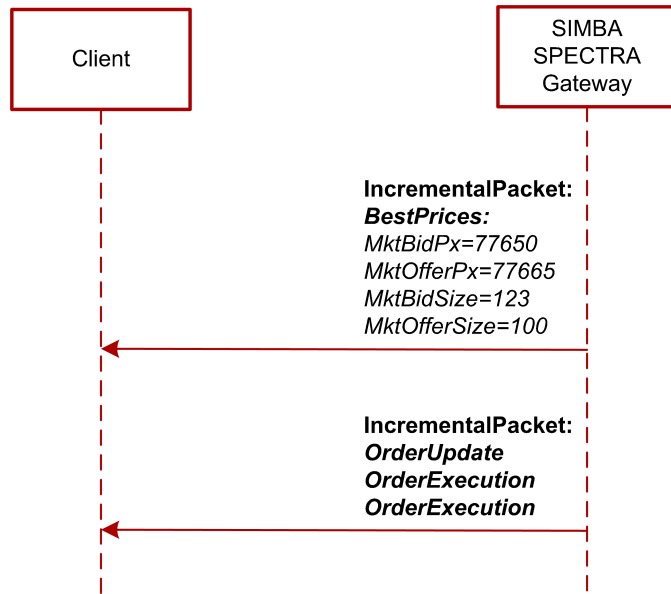 Client
SIMBA
SPECTRA
Gateway
IncrementalPacket:
BestPrices:
MktBidPx=77650
MktOfferPx=77665
MktBidSize=123
MktOfferSize=100
IncrementalPacket:
OrderUpdate
OrderExecution
OrderExecution